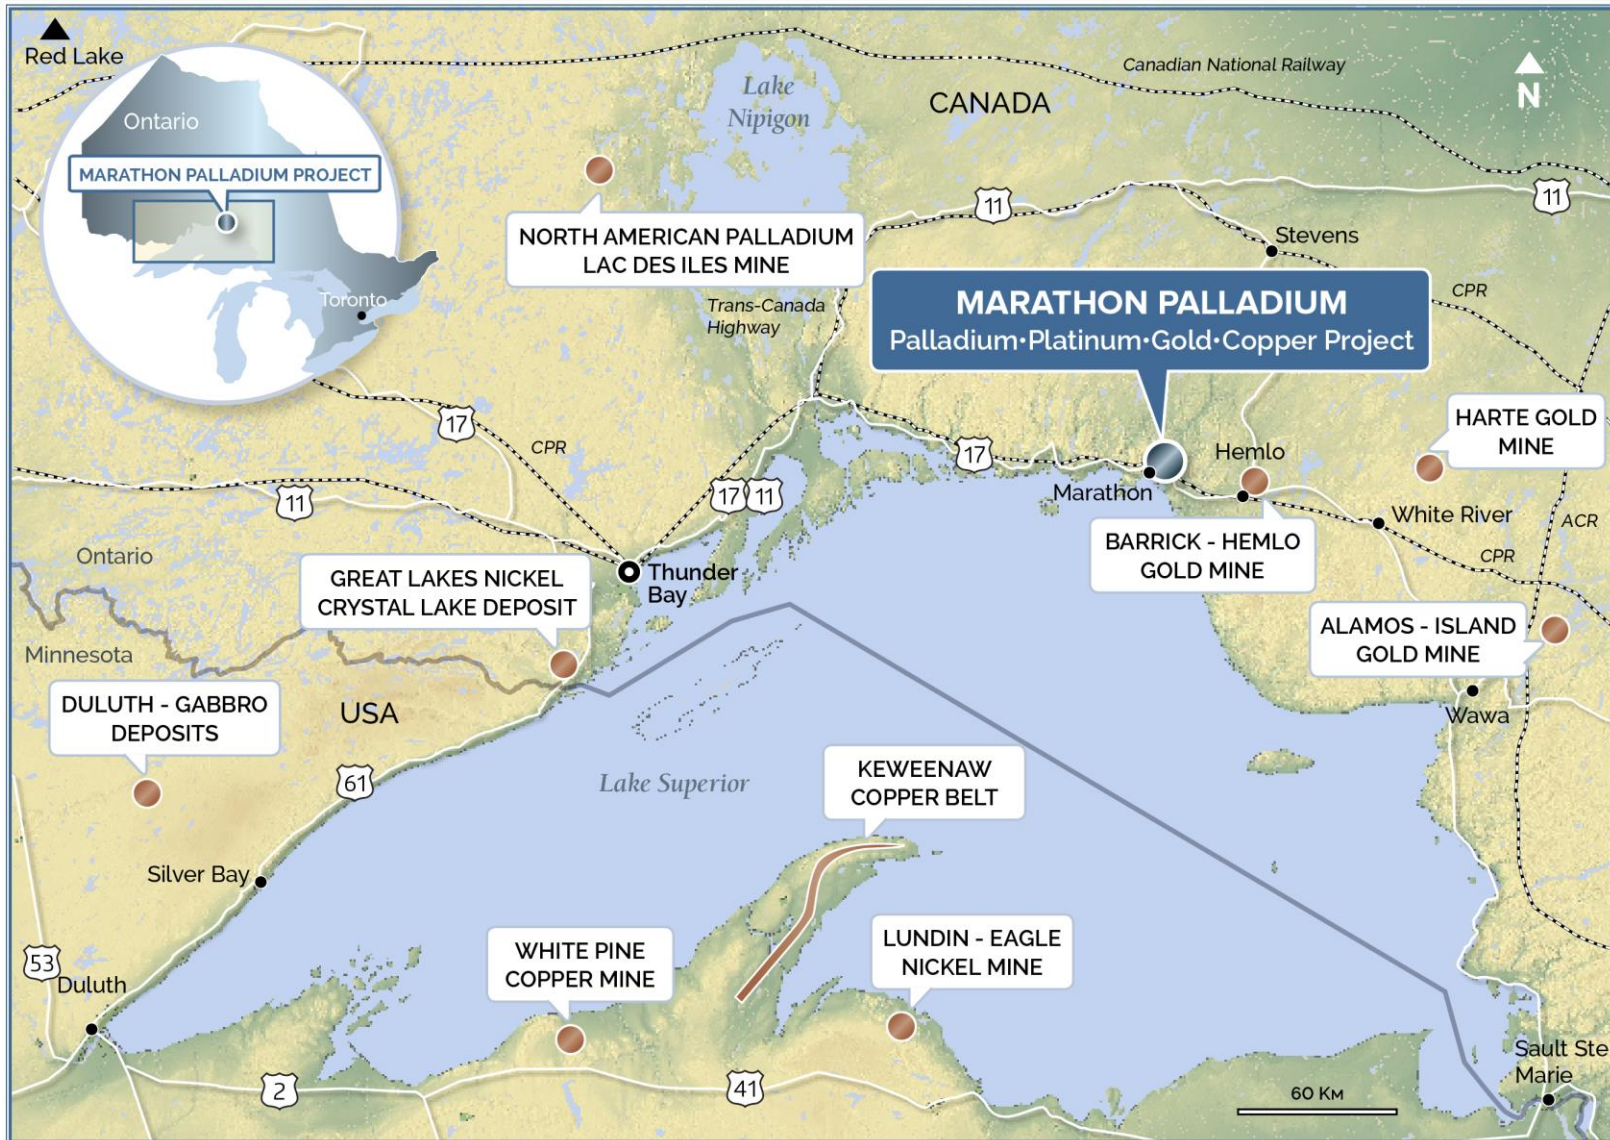 Red Lake
Ontario
MARATHON PALLADIUM PROJECT
Toronto
Lake
Nipigon
CANADA
Canadian National Railway
N
11
11
NORTH AMERICAN PALLADIUM
LAC DES ILES MINE
Stevens
Trans-Canada
Highway
MARATHON PALLADIUM
Palladium•Platinum•Gold•Copper Project
CPR
17
CPR
17
HARTE GOLD
MINE
Hemlo
Marathon
11
17
11
White River
ACR
CPR
BARRICK - HEMLO
GOLD MINE
Ontario
Minnesota
GREAT LAKES NICKEL
CRYSTAL LAKE DEPOSIT
Thunder
Bay
ALAMOS - ISLAND
GOLD MINE
Wawa
DULUTH - GABBRO
DEPOSITS
USA
61
Lake Superior
KEWEENAW
COPPER BELT
Silver Bay
53
Duluth
WHITE PINE
COPPER MINE
LUNDIN - EAGLE
NICKEL MINE
2
41
60 KM
Sault Ste
Marie